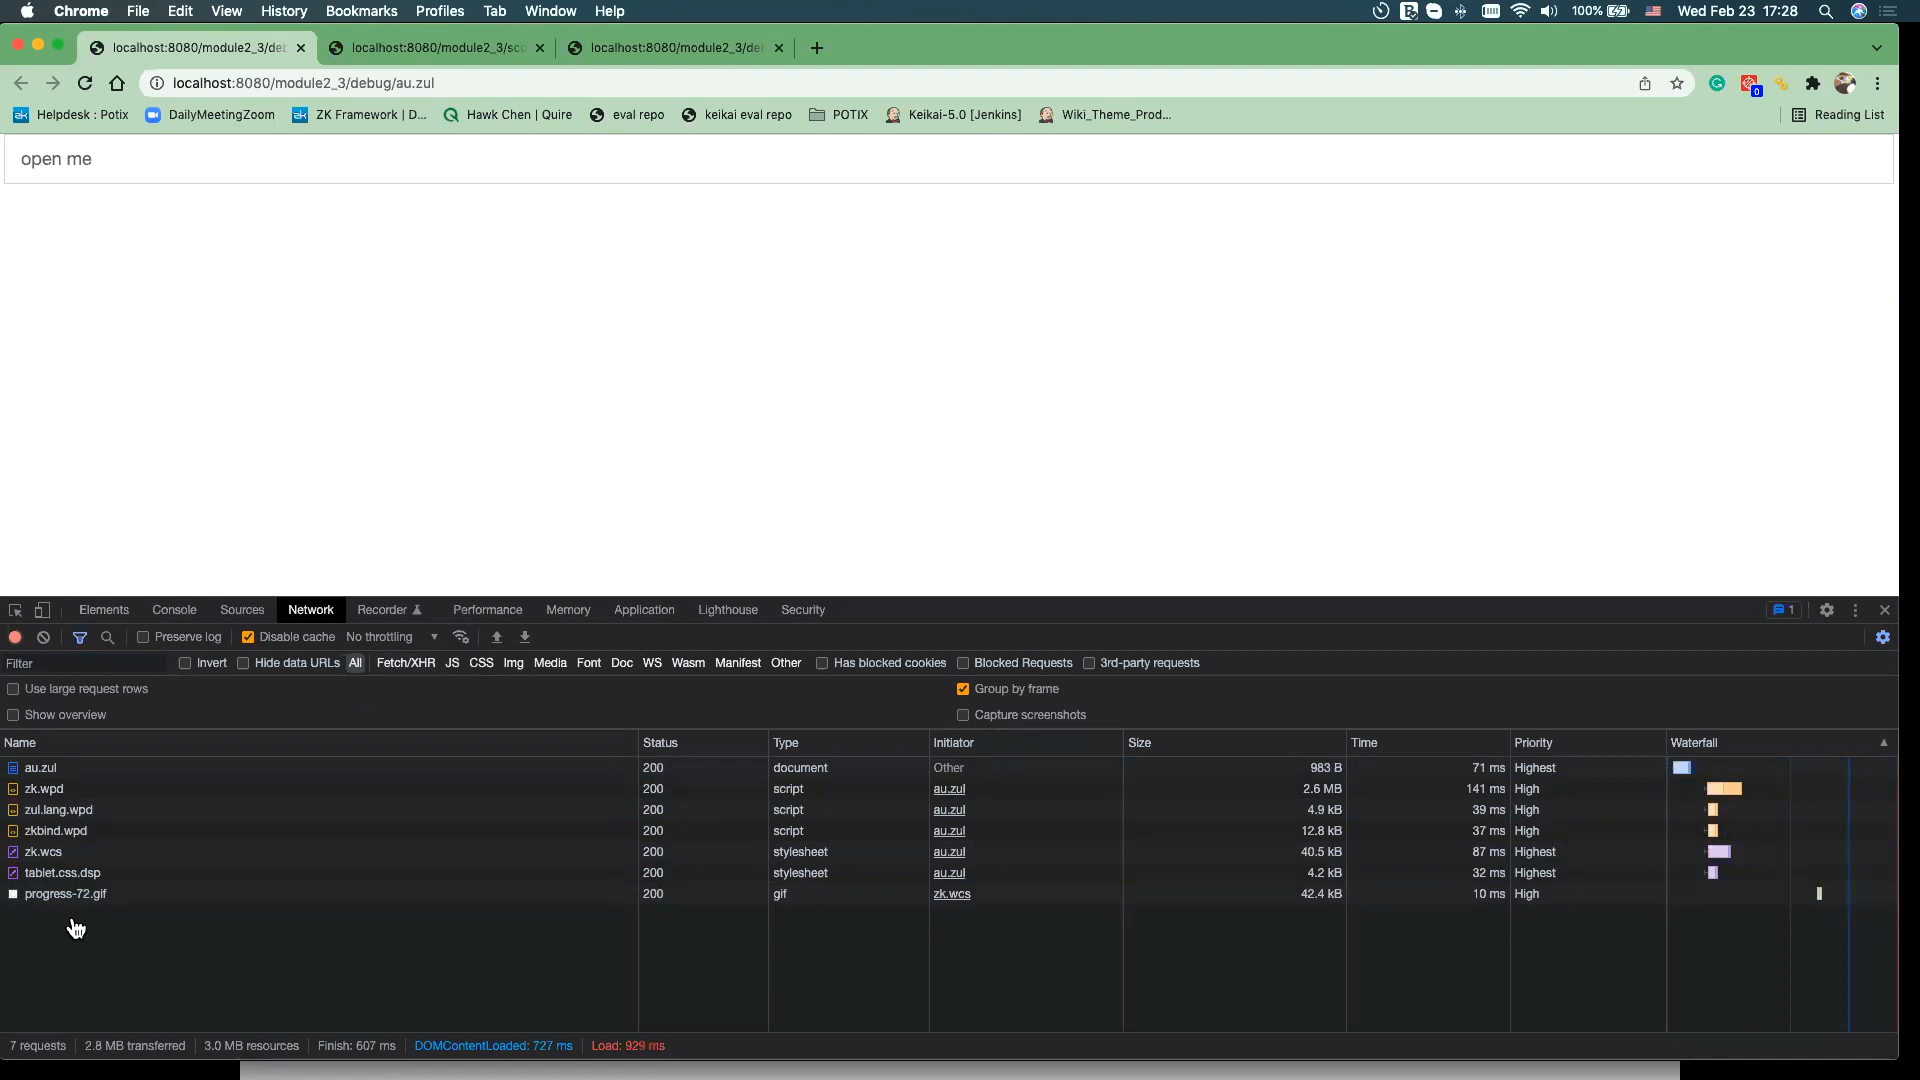 Chrome File Edit View History Bookmarks Profiles Tab Window Help 100% Wed Feb 23 17:28
localhost:8080/module2_3/deb localhost:8080/module2_3/sco localhost:8080/module2_3/deb
localhost:8080/module2_3/debug/au.zul 0
Helpdesk : Potix DailyMeetingZoom ZK Framework | D... Hawk Chen | Quire eval repo keikai eval repo POTIX Keikai-5.0 [Jenkins] Wiki_Theme_Prod... Reading List
open me
Elements Console Sources Network Recorder Performance Memory Application Lighthouse Security 1
Preserve log Disable cache No throttling
Filter Invert Hide data URLs All Fetch/XHR JS CSS Img Media Font Doc WS Wasm Manifest Other Has blocked cookies Blocked Requests 3rd-party requests
Use large request rows Group by frame
Show overview Capture screenshots
Name Status Type Initiator Size Time Priority Waterfall
au.zul 200 document Other 983 B 71 ms Highest
zk.wpd 200 script au.zul 2.6 MB 141 ms High
zul.lang.wpd 200 script au.zul 4.9 kB 39 ms High
zkbind.wpd 200 script au.zul 12.8 kB 37 ms High
zk.wcs 200 stylesheet au.zul 40.5 kB 87 ms Highest
tablet.css.dsp 200 stylesheet au.zul 4.2 kB 32 ms Highest
progress-72.gif 200 gif zk.wcs 42.4 kB 10 ms High
7 requests 2.8 MB transferred 3.0 MB resources Finish: 607 ms DOMContentLoaded: 727 ms Load: 929 ms